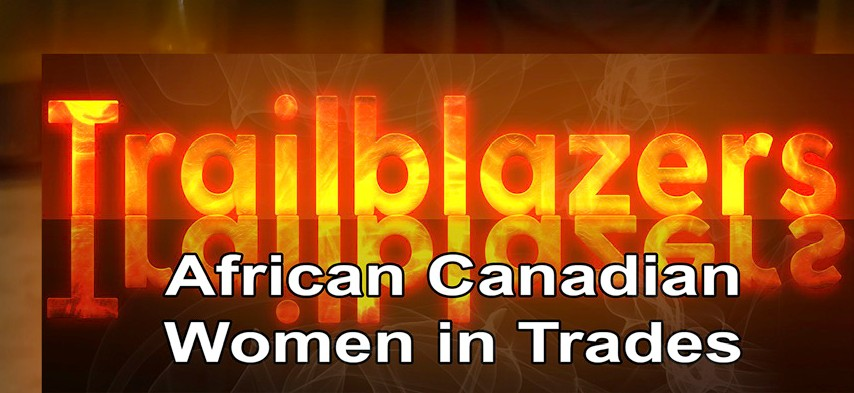 Trailblazers
African Canadian
Women in Trades